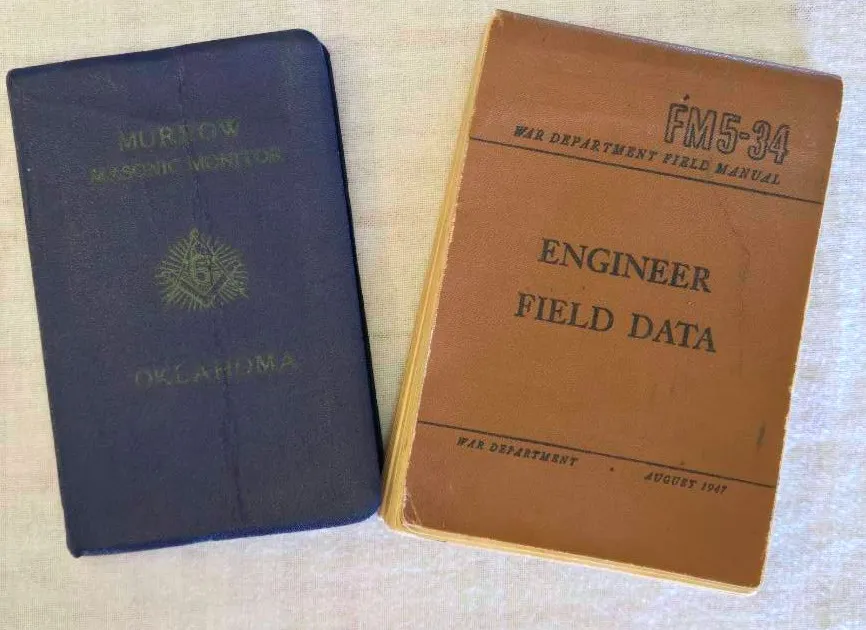 MURROW
MASONIC MONITOR
G
OKLAHOMA
FM5-34
WAR DEPARTMENT FIELD MANUAL
ENGINEER
FIELD DATA
WAR DEPARTMENT
AUGUST 1947